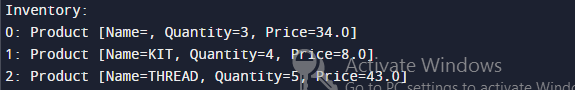 Inventory:
0: Product [Name=, Quantity=3, Price=34.0]
1: Product [Name=KIT, Quantity=4, Price=8.0]
2: Product [Name=THREAD, Quantity=5, Price=43.0]
Activate Windows
Go to PC settings to activate Windows